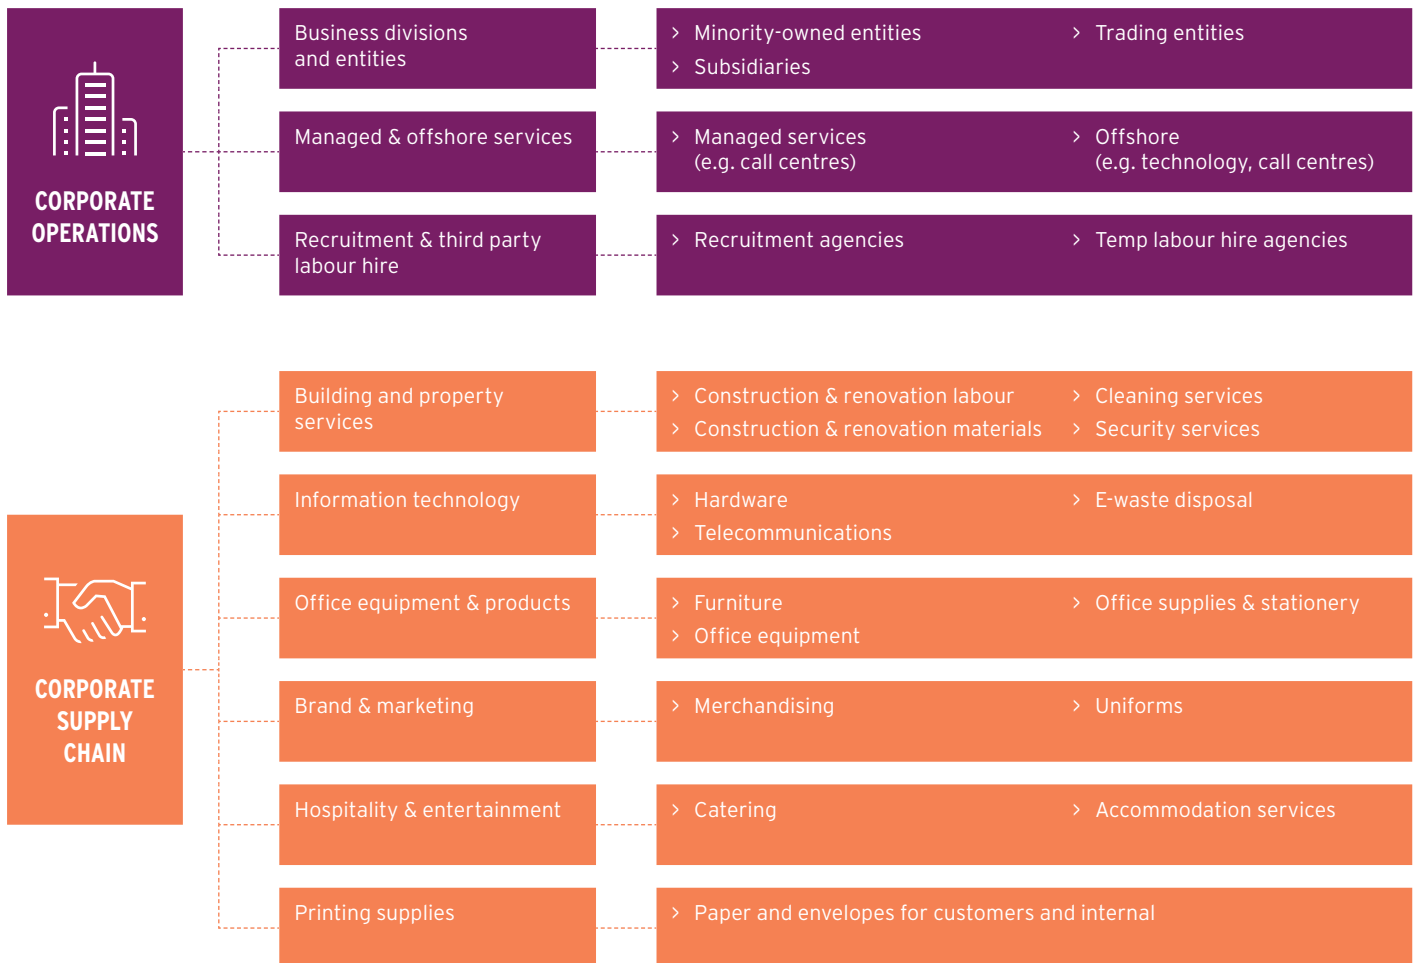 CORPORATE
OPERATIONS
Business divisions
and entities
> Minority-owned entities
> Subsidiaries
> Trading entities
Managed & offshore services
> Managed services
(e.g. call centres)
> Offshore
(e.g. technology, call centres)
Recruitment & third party
labour hire
> Recruitment agencies
> Temp labour hire agencies
CORPORATE
SUPPLY
CHAIN
Building and property
services
> Construction & renovation labour
> Construction & renovation materials
> Cleaning services
> Security services
Information technology
> Hardware
> Telecommunications
> E-waste disposal
Office equipment & products
> Furniture
> Office equipment
> Office supplies & stationery
Brand & marketing
> Merchandising
> Uniforms
Hospitality & entertainment
> Catering
> Accommodation services
Printing supplies
> Paper and envelopes for customers and internal